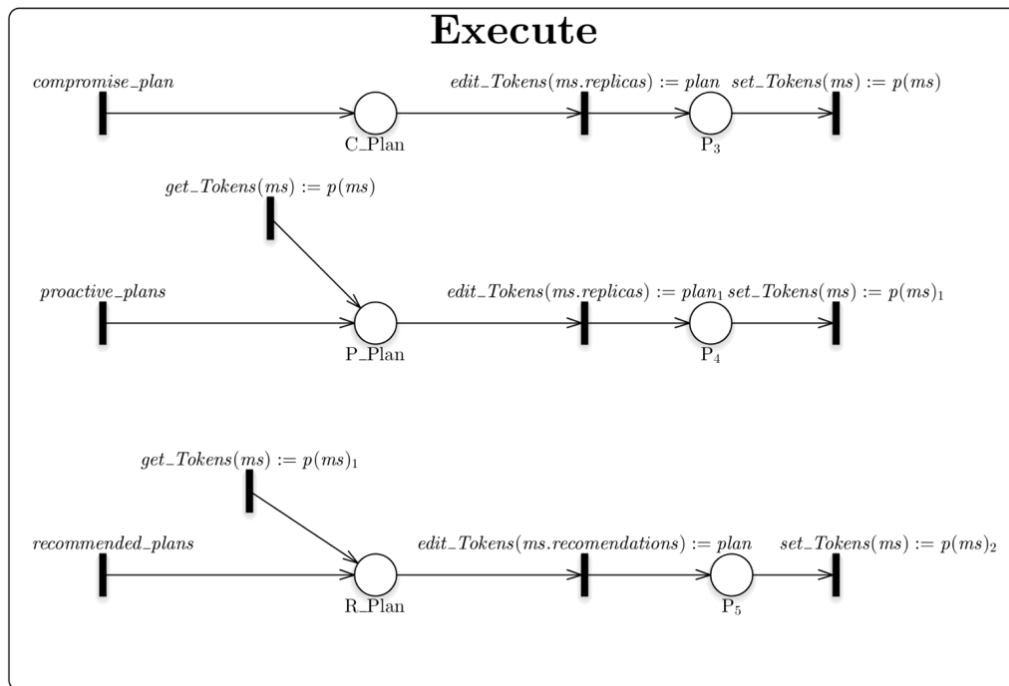 Execute
compromise_plan
edit_Tokens(ms.replicas) := plan set_Tokens(ms) := p(ms)
C_Plan
P₃
get_Tokens(ms) := p(ms)
proactive_plans
edit_Tokens(ms.replicas) := plan₁ set_Tokens(ms) := p(ms)₁
P_Plan
P₄
get_Tokens(ms) := p(ms)₁
recommended_plans
edit_Tokens(ms.recomendations) := plan
set_Tokens(ms) := p(ms)₂
R_Plan
P₅